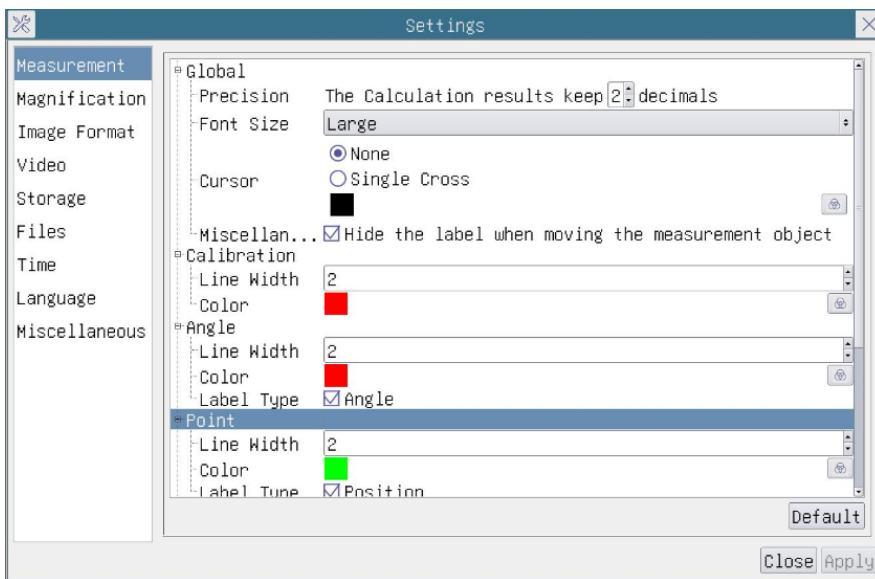 Settings
Measurement
Magnification
Image Format
Video
Storage
Files
Time
Language
Miscellaneous
Global
Precision The Calculation results keep 2 decimals
Font Size Large
None
Cursor Single Cross
Miscellan... Hide the label when moving the measurement object
Calibration
Line Width 2
Color
Angle
Line Width 2
Color
Label Type Angle
Point
Line Width 2
Color
Label Type Position
Default
Close Apply